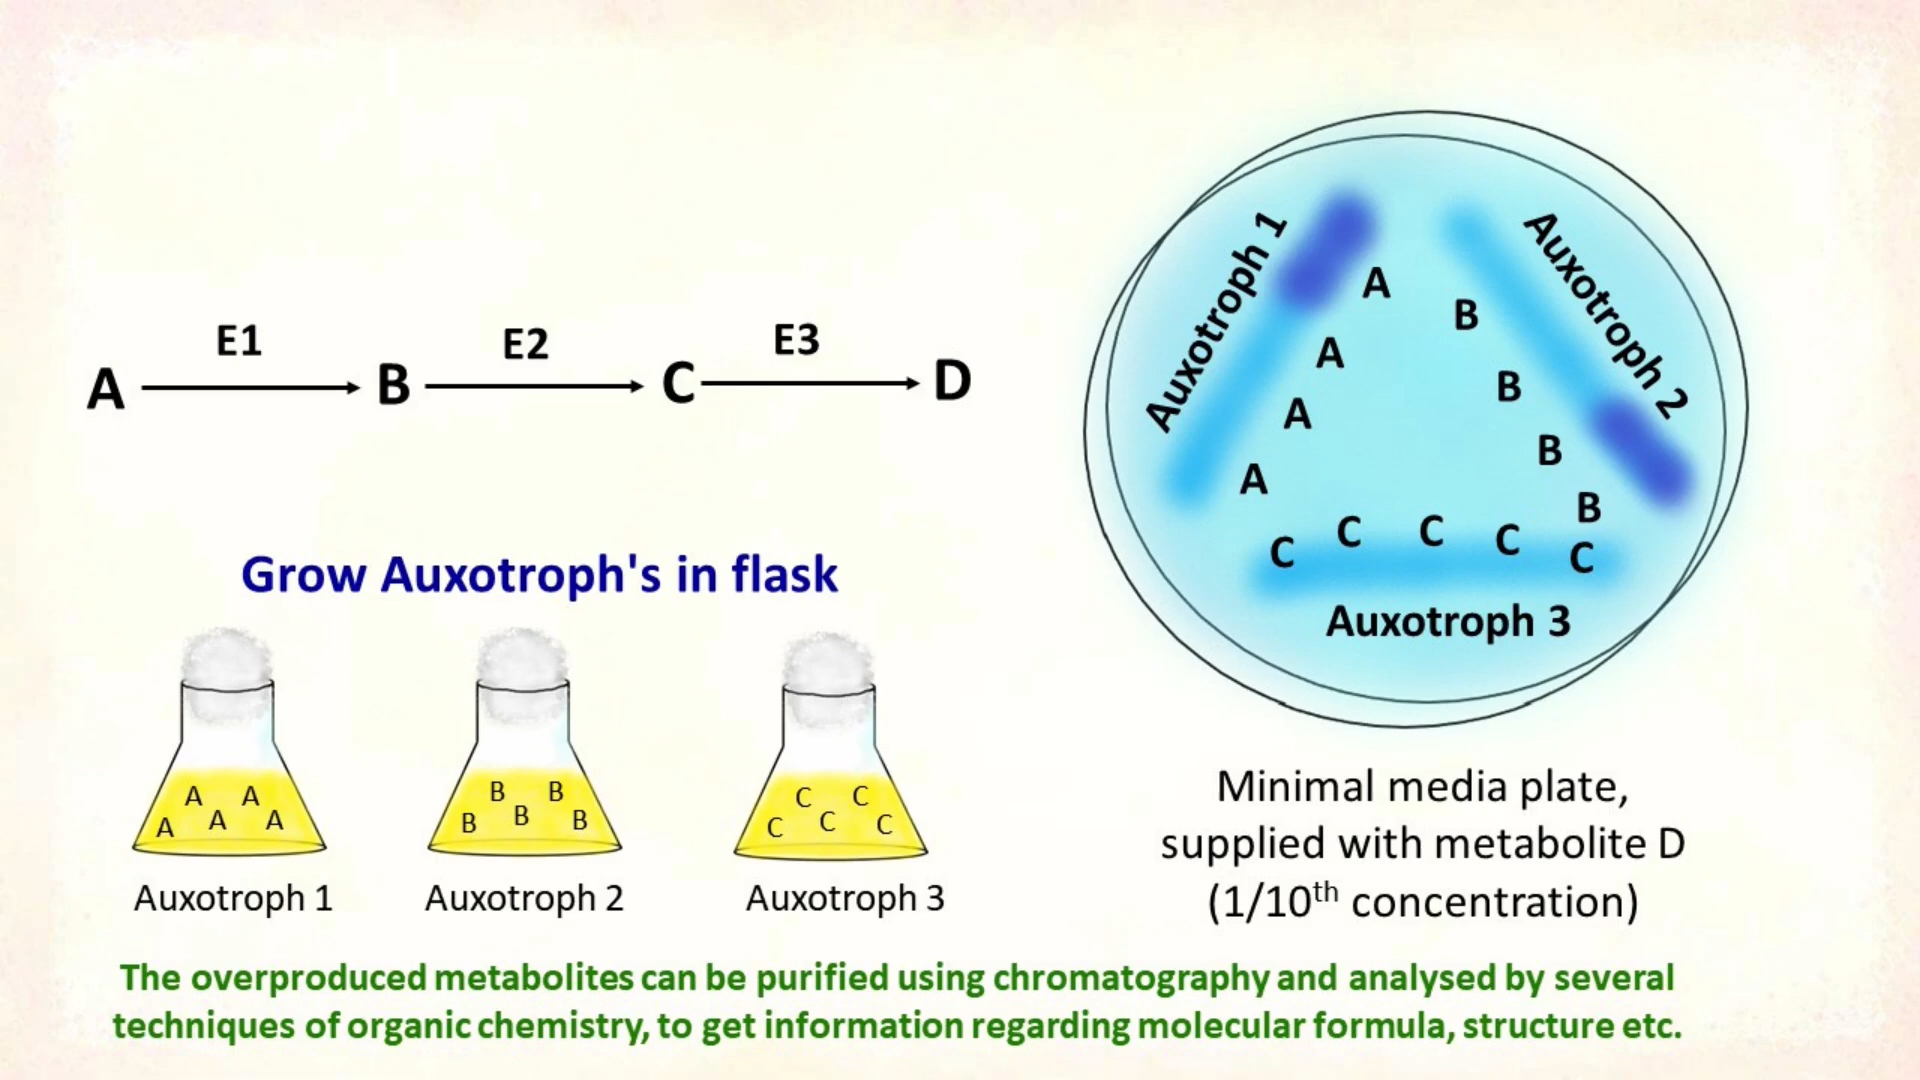 E1 E2 E3
A B C D
Grow Auxotroph's in flask
A A
A A A
Auxotroph 1
B B
B B B
Auxotroph 2
C C
C C C
Auxotroph 3
Auxotroph 1
A
A
A
A
Auxotroph 2
B
B
B
B
C C C C C
Auxotroph 3
Minimal media plate,
supplied with metabolite D
(1/10th concentration)
The overproduced metabolites can be purified using chromatography and analysed by several
techniques of organic chemistry, to get information regarding molecular formula, structure etc.